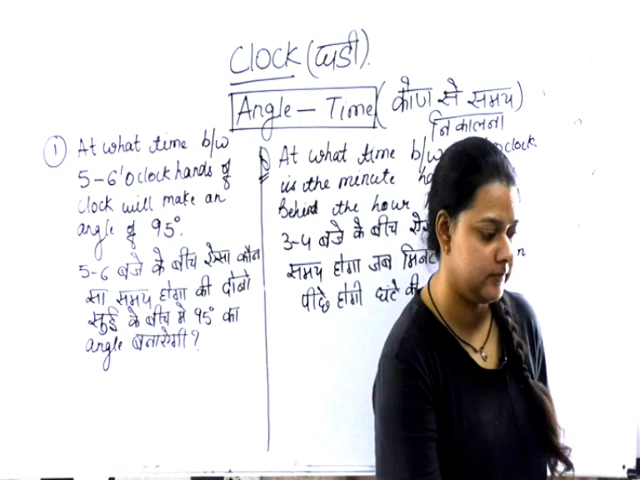 Clock (घडी).
Angle – Time ( कोण से समय )
निकालना
① At what time b/w
5-6'0 clock hands of
clock will make an
angle of 95°.
5-6 बजे के बीच ऐसा कौन
सा समय होगा की दोनो
सुई के बीच मे 95° का
angle बनायेगी?
At what time b/w clock
is the minute
Behind the hour
3-4 बजे के बीच
समय होगा जब मिनट
पीछे होगी घंटे की